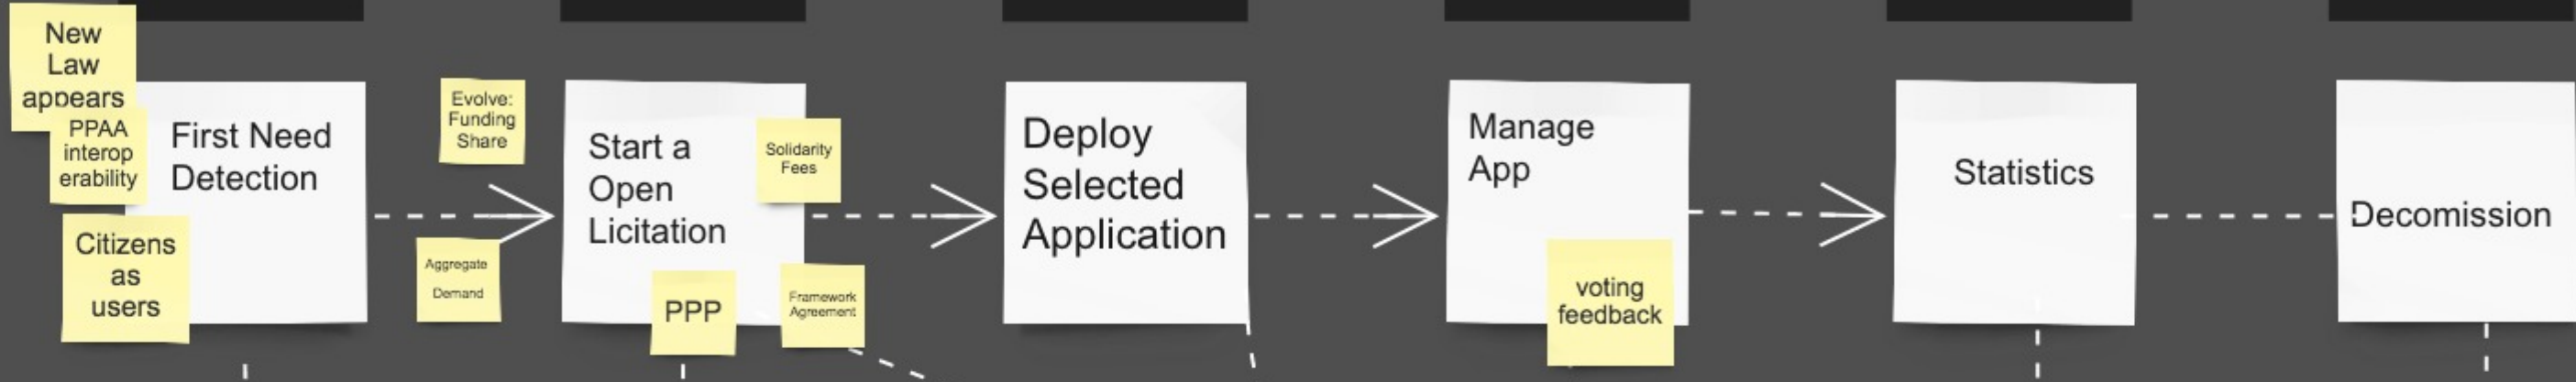 New
Law
appears
PPAA
interop
erability
Citizens
as
users
First Need
Detection
Evolve:
Funding
Share
Aggregate
Demand
Start a
Open
Licitation
Solidarity
Fees
PPP
Framework
Agreement
Deploy
Selected
Application
Manage
App
voting
feedback
Statistics
Decomission